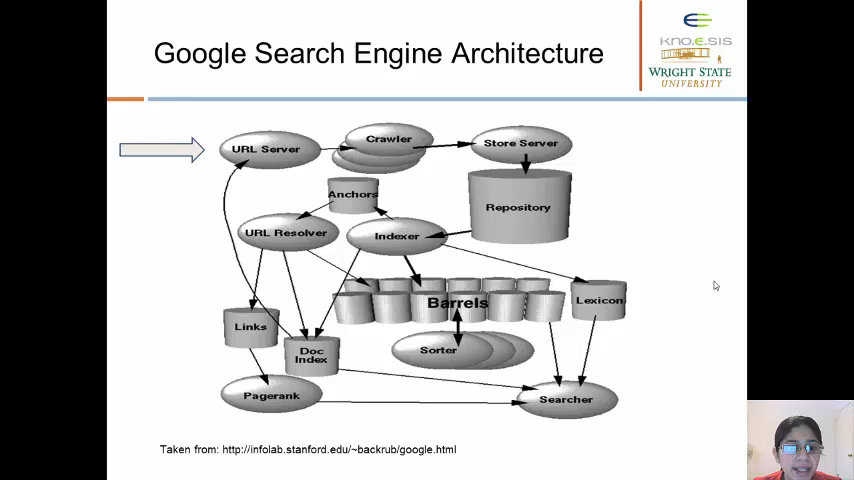 Google Search Engine Architecture
kno.e.sis
WRIGHT STATE
UNIVERSITY
URL Server
Crawler
Store Server
Anchors
Repository
URL Resolver
Indexer
Barrels
Lexicon
Links
Doc
Index
Sorter
Pagerank
Searcher
Taken from: http://infolab.stanford.edu/~backrub/google.html